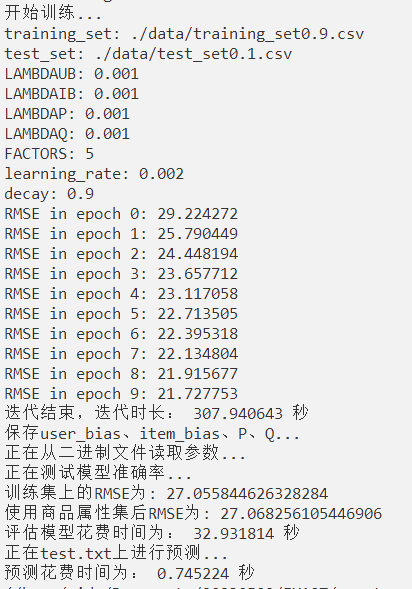 开始训练...
training_set: ./data/training_set0.9.csv
test_set: ./data/test_set0.1.csv
LAMBDAUB: 0.001
LAMBDAIB: 0.001
LAMBDAP: 0.001
LAMBDAQ: 0.001
FACTORS: 5
learning_rate: 0.002
decay: 0.9
RMSE in epoch 0: 29.224272
RMSE in epoch 1: 25.790449
RMSE in epoch 2: 24.448194
RMSE in epoch 3: 23.657712
RMSE in epoch 4: 23.117058
RMSE in epoch 5: 22.713505
RMSE in epoch 6: 22.395318
RMSE in epoch 7: 22.134804
RMSE in epoch 8: 21.915677
RMSE in epoch 9: 21.727753
迭代结束，迭代时长： 307.940643 秒
保存user_bias、item_bias、P、Q...
正在从二进制文件读取参数...
正在测试模型准确率...
训练集上的RMSE为: 27.055844626328284
使用商品属性集后RMSE为: 27.068256105446906
评估模型花费时间为： 32.931814 秒
正在test.txt上进行预测...
预测花费时间为： 0.745224 秒